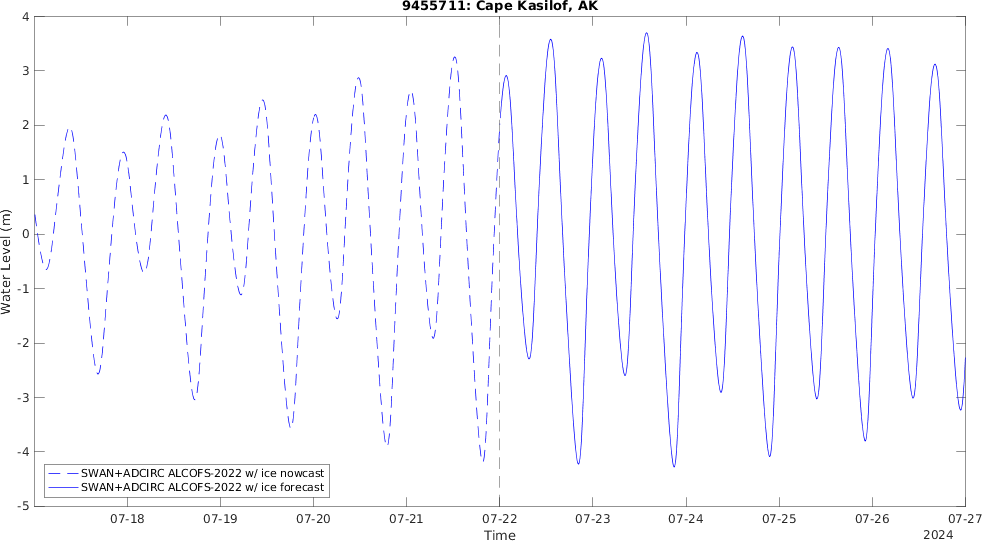 9455711: Cape Kasilof, AK
4
3
2
1
0
-1
-2
-3
-4
-5
Water Level (m)
SWAN+ADCIRC ALCOFS-2022 w/ ice nowcast
SWAN+ADCIRC ALCOFS-2022 w/ ice forecast
07-18 07-19 07-20 07-21 07-22 07-23 07-24 07-25 07-26 07-27
Time
2024